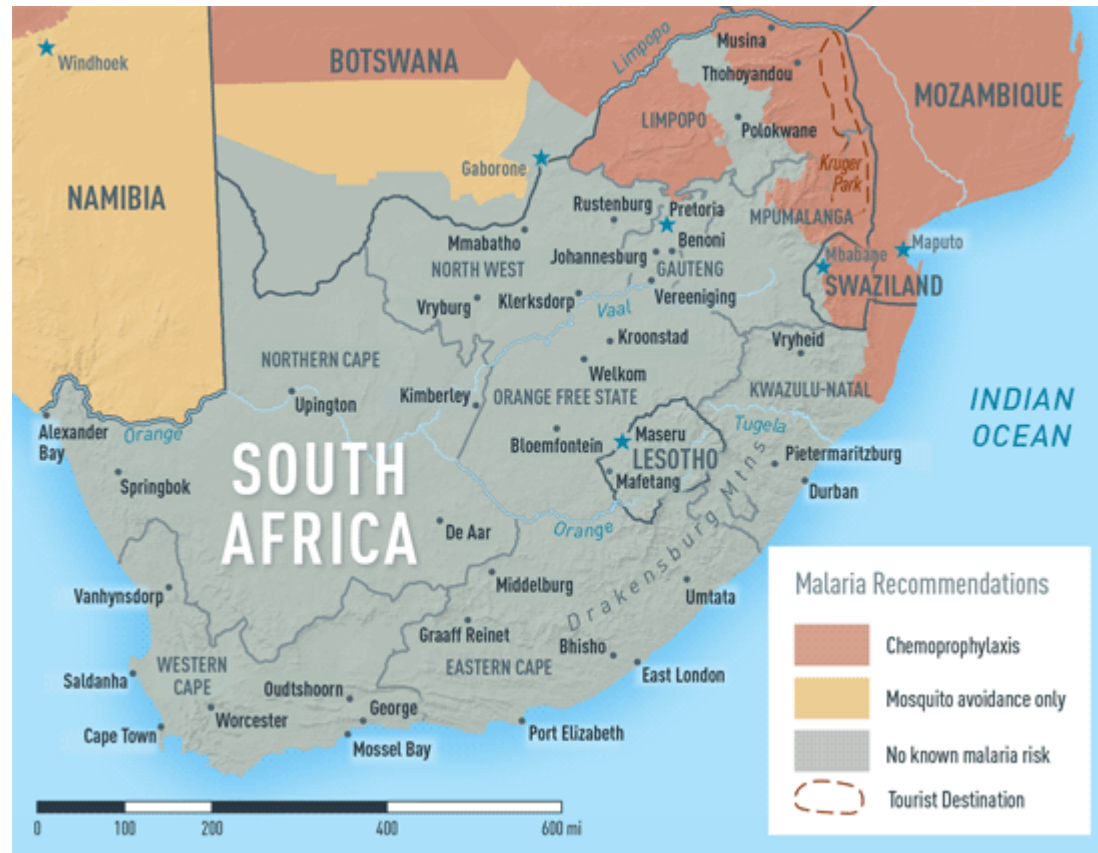 Windhoek
BOTSWANA
Limpopo
Musina
Thohoyandou
MOZAMBIQUE
LIMPOPO
Polokwane
Gaborone
Kruger
Park
NAMIBIA
Rustenburg
Pretoria
MPUMALANGA
Mmabatho
Benoni
Johannesburg
Maputo
Mbabane
NORTH WEST
GAUTENG
SWAZILAND
Vryburg
Klerksdorp
Vereeniging
Vaal
Kroonstad
Vryheid
NORTHERN CAPE
Welkom
KWAZULU-NATAL
Kimberley
ORANGE FREE STATE
Upington
INDIAN
OCEAN
Alexander
Bay
Orange
Tugela
Bloemfontein
Maseru
LESOTHO
Pietermaritzburg
Mafetang
Springbok
Durban
SOUTH
AFRICA
De Aar
Orange
Drakensburg Mtns
Middelburg
Umtata
Vanhynsdorp
Graaff Reinet
Bhisho
EASTERN CAPE
East London
WESTERN
CAPE
Saldanha
Oudtshoorn
George
Worcester
Cape Town
Port Elizabeth
Mossel Bay
Malaria Recommendations
Chemoprophylaxis
Mosquito avoidance only
No known malaria risk
Tourist Destination
0 100 200 400 600 mi